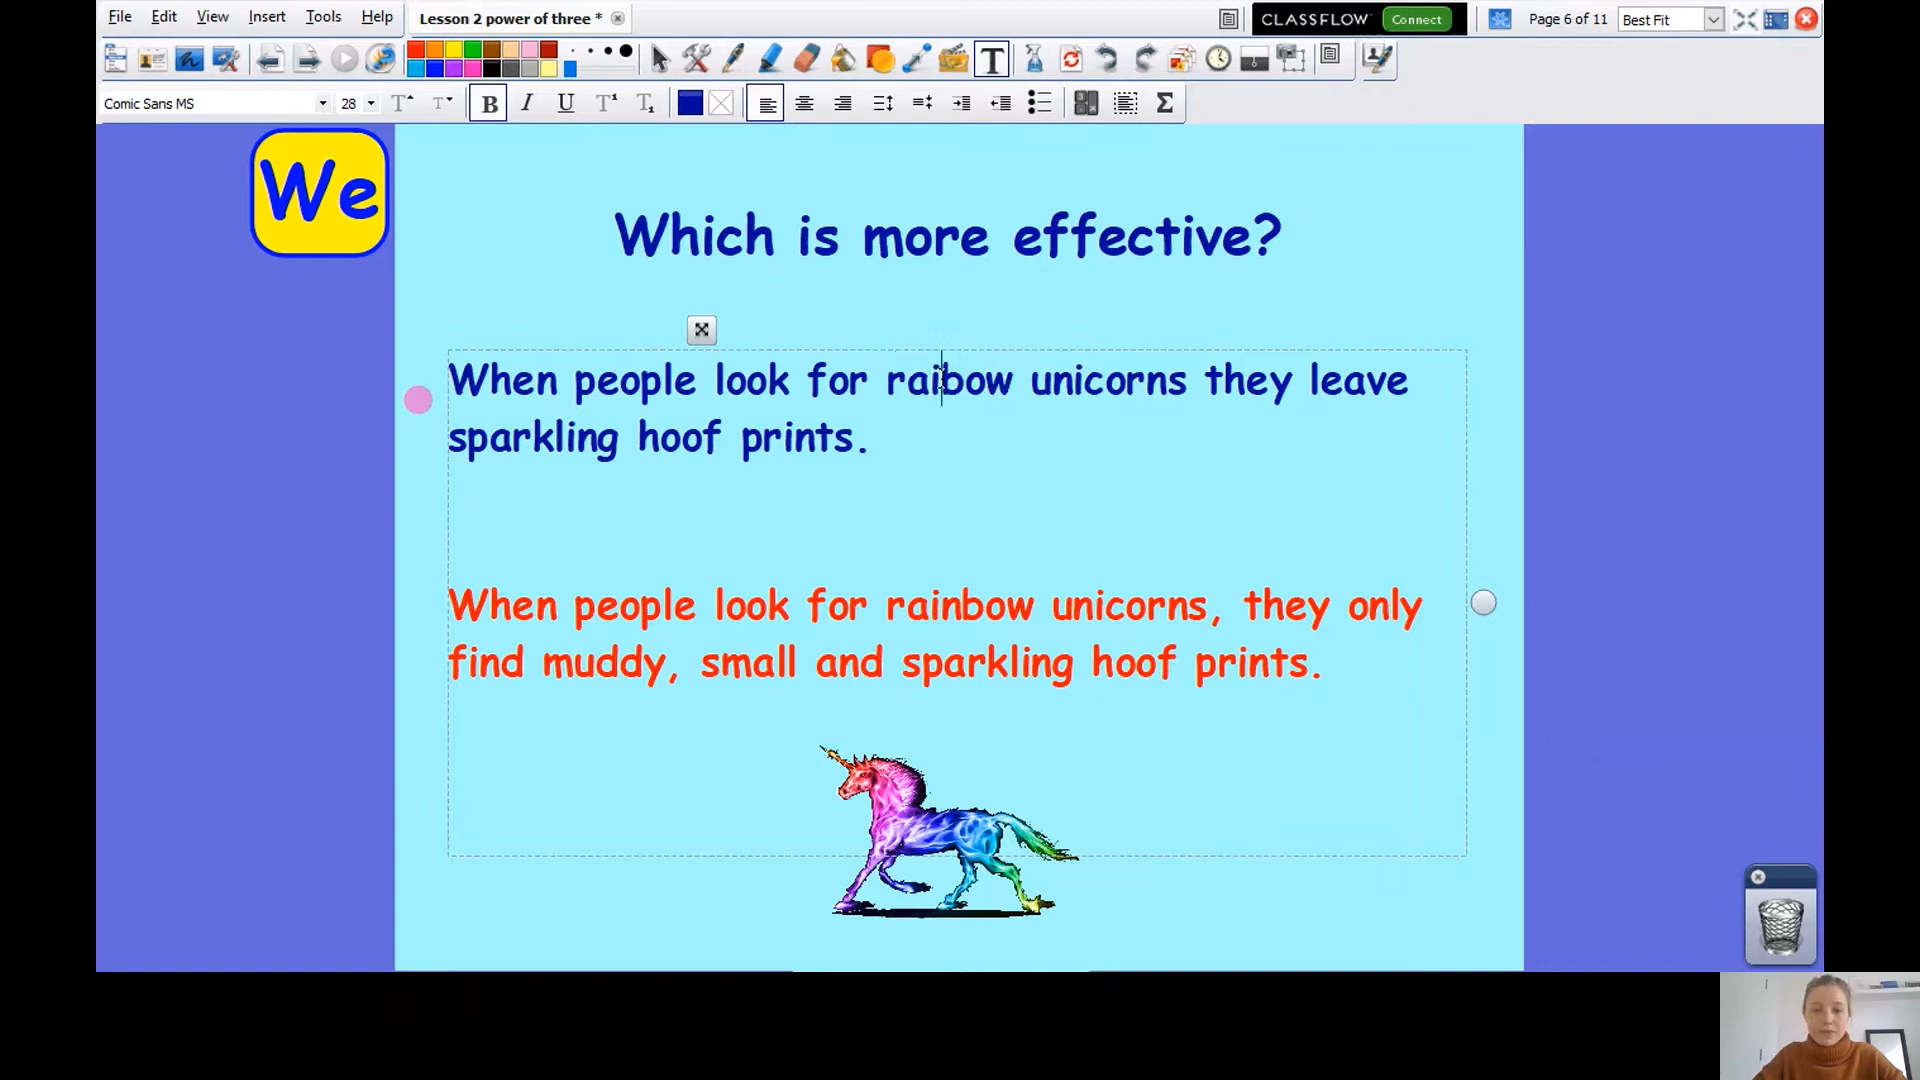 File Edit View Insert Tools Help
Lesson 2 power of three *
CLASSFLOW Connect
Page 6 of 11
Best Fit
Comic Sans MS
28
We
Which is more effective?
When people look for raibow unicorns they leave
sparkling hoof prints.
When people look for rainbow unicorns, they only
find muddy, small and sparkling hoof prints.